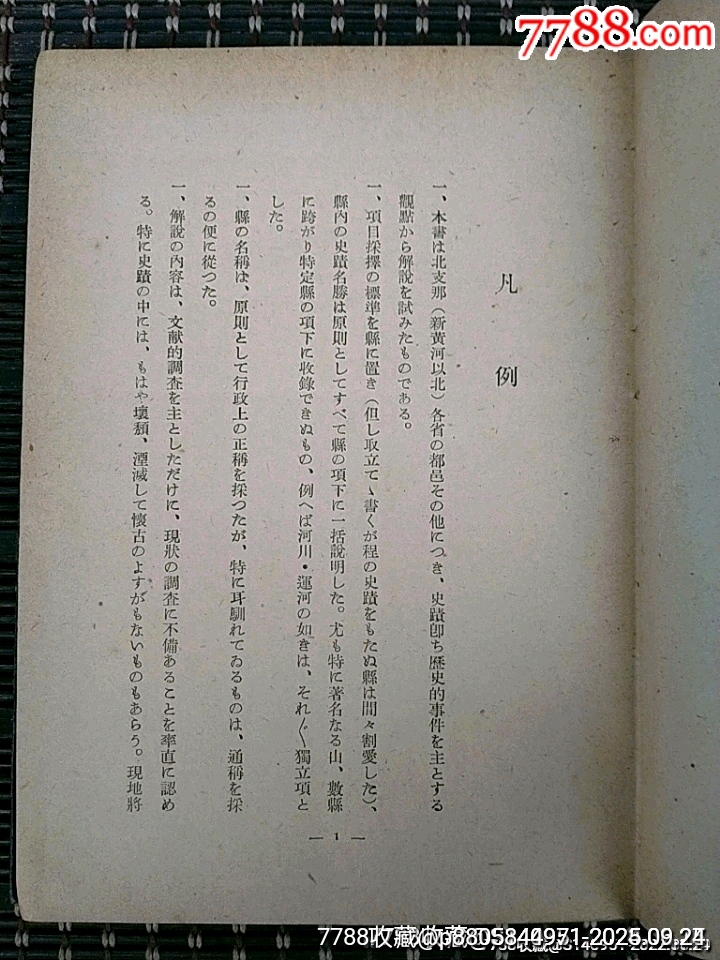 7788.com
凡例
一、本書は北支那（新黃河以北）各省の都邑その他につき、史蹟卽ち歷史的事件を主とする
觀點から解說を試みたものである。
一、項目採擇の標準を縣に置き（但し取立てゝ書くが程の史蹟をもたぬ縣は間々割愛した）、
縣內の史蹟名勝は原則としてすべて縣の項下に一括說明した。尤も特に著名なる山、數縣
に跨がり特定縣の項下に收錄できぬもの、例へば河川・運河の如きは、それ〲獨立項と
した。
一、縣の名稱は、原則として行政上の正稱を採つたが、特に耳馴れてゐるものは、通稱を採
るの便に從つた。
一、解說の內容は、文献的調査を主としただけに、現狀の調査に不備あることを率直に認め
る。特に史蹟の中には、もはや壞頽、湮滅して懷古のよすがもないものもあらう。現地將
— 1 —
7788收藏
2025.09.24